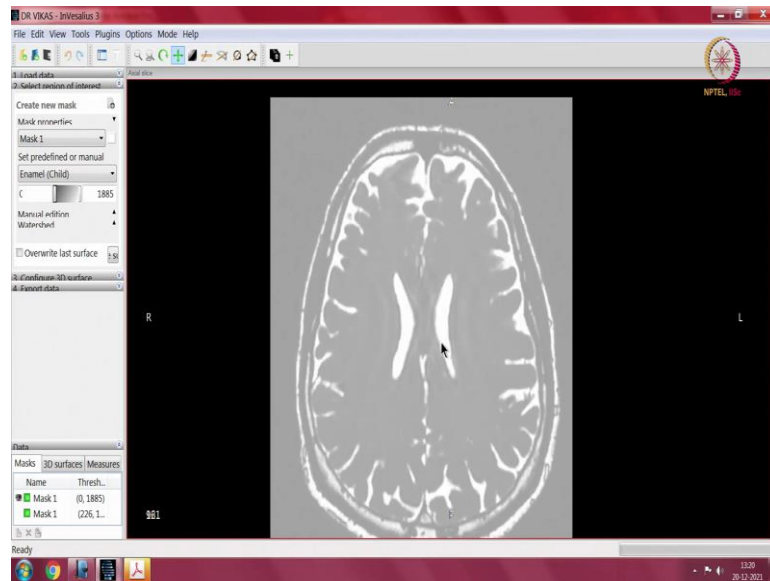 DR VIKAS - InVesalius 3
File Edit View Tools Plugins Options Mode Help
NPTEL, IISc
1. Load data
Axial slice
2. Select region of interest
Create new mask
Mask properties
Mask 1
Set predefined or manual
Enamel (Child)
1885
Manual edition
Watershed
Overwrite last surface
3. Configure 3D surface
4. Export data
R
L
Data
Masks 3D surfaces Measures
Name Thresh..
Mask 1 (0, 1885)
Mask 1 (226, 1...
Ready
13:20
20-12-2021